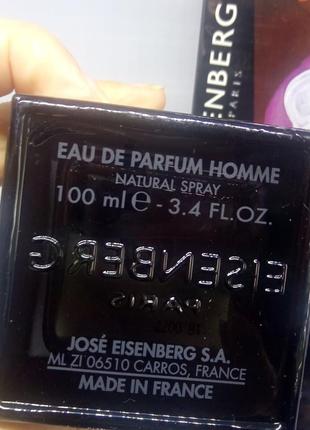 EISENBERG
PARIS
EAU DE PARFUM HOMME
NATURAL SPRAY
100 ml ℮ - 3.4 FL.OZ.
EISENBERG
PARIS
JOSÉ EISENBERG S.A.
ML ZI 06510 CARROS, FRANCE
MADE IN FRANCE